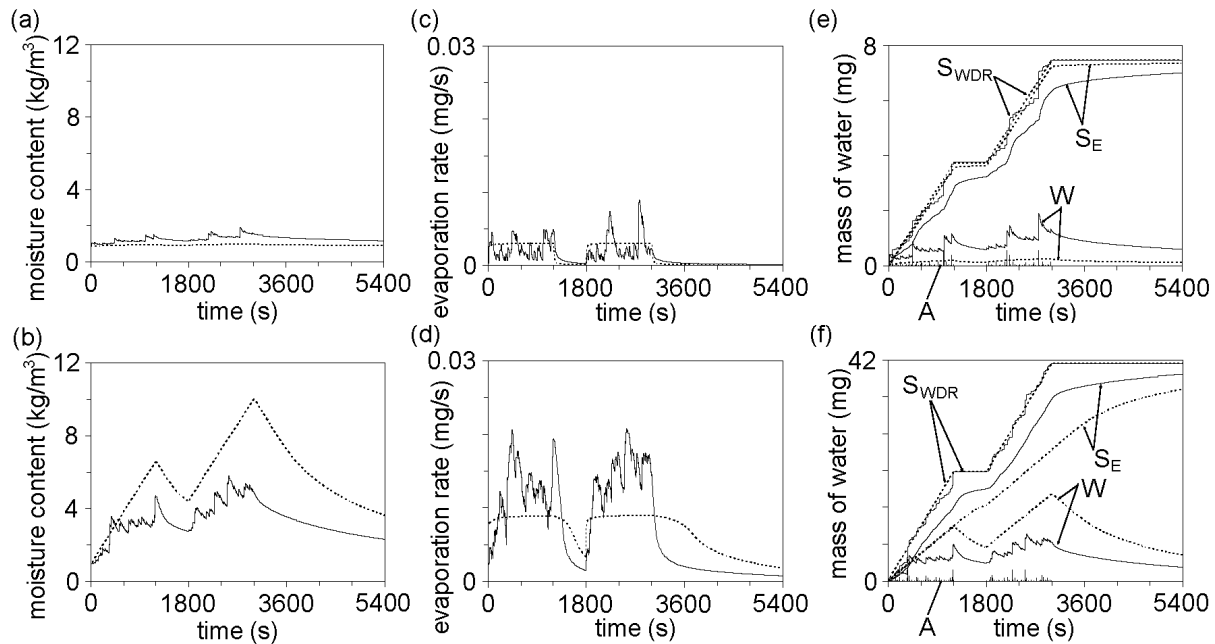 (a)
moisture content (kg/m³)
12
8
4
0
0 1800 3600 5400
time (s)
(c)
evaporation rate (mg/s)
0.03
0
0 1800 3600 5400
time (s)
(e)
mass of water (mg)
8
0
S_WDR
S_E
W
A
0 1800 3600 5400
time (s)
(b)
moisture content (kg/m³)
12
8
4
0
0 1800 3600 5400
time (s)
(d)
evaporation rate (mg/s)
0.03
0
0 1800 3600 5400
time (s)
(f)
mass of water (mg)
42
0
S_WDR
S_E
W
A
0 1800 3600 5400
time (s)